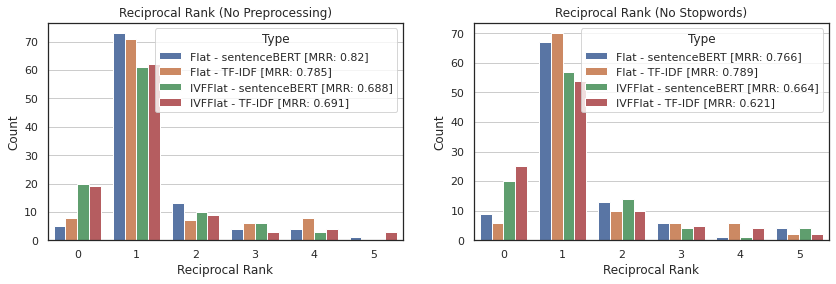 Reciprocal Rank (No Preprocessing)
Type
Flat - sentenceBERT [MRR: 0.82]
Flat - TF-IDF [MRR: 0.785]
IVFFlat - sentenceBERT [MRR: 0.688]
IVFFlat - TF-IDF [MRR: 0.691]
Count
70
60
50
40
30
20
10
0
0 1 2 3 4 5
Reciprocal Rank
Reciprocal Rank (No Stopwords)
Type
Flat - sentenceBERT [MRR: 0.766]
Flat - TF-IDF [MRR: 0.789]
IVFFlat - sentenceBERT [MRR: 0.664]
IVFFlat - TF-IDF [MRR: 0.621]
Count
70
60
50
40
30
20
10
0
0 1 2 3 4 5
Reciprocal Rank